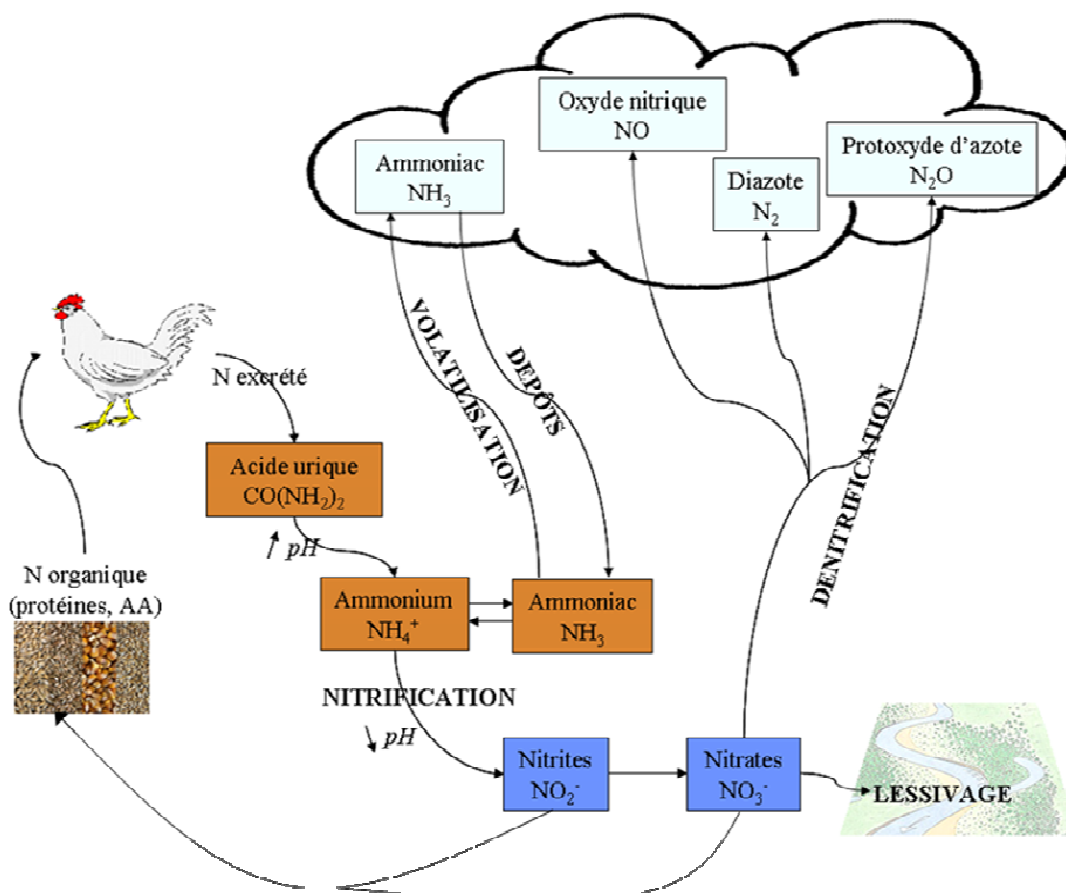 Oxyde nitrique
NO
Protoxyde d'azote
N₂O
Ammoniac
NH₃
Diazote
N₂
VOLATILISATION
DEPÔTS
DENITRIFICATION
N excrété
Acide urique
CO(NH₂)₂
↑ pH
N organique
(protéines, AA)
Ammonium
NH₄⁺
Ammoniac
NH₃
NITRIFICATION
↓ pH
Nitrites
NO₂⁻
Nitrates
NO₃⁻
LESSIVAGE